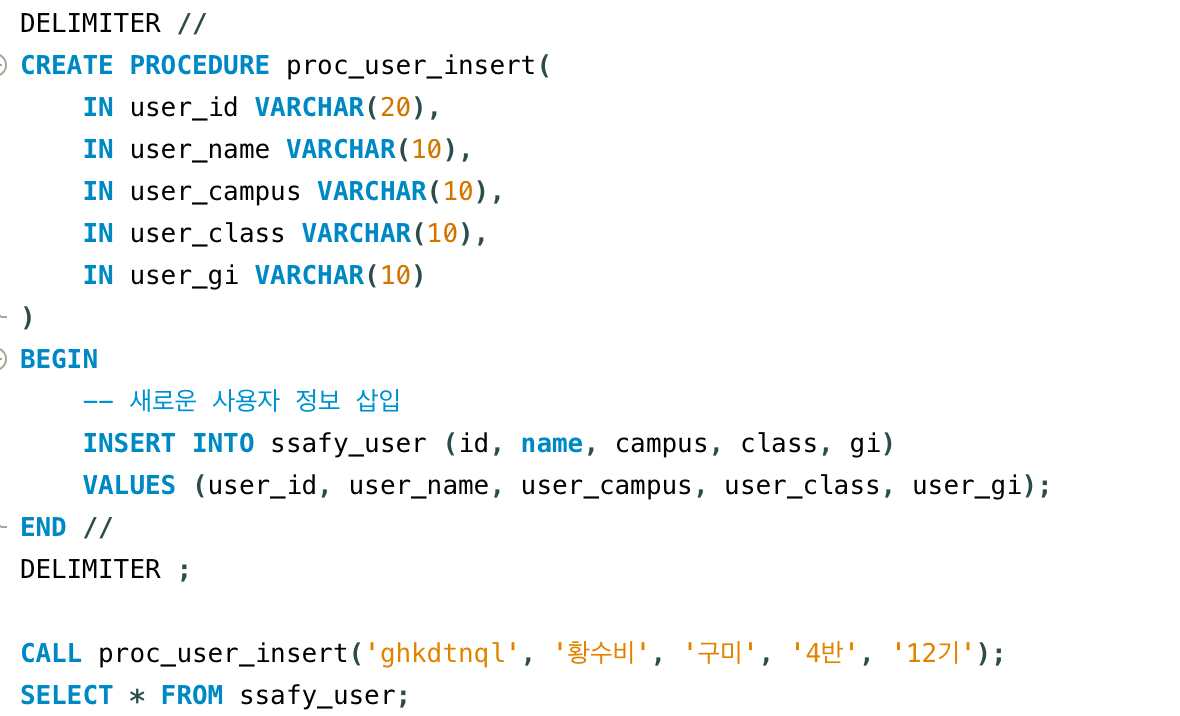 DELIMITER //
CREATE PROCEDURE proc_user_insert(
    IN user_id VARCHAR(20),
    IN user_name VARCHAR(10),
    IN user_campus VARCHAR(10),
    IN user_class VARCHAR(10),
    IN user_gi VARCHAR(10)
)
BEGIN
    -- 새로운 사용자 정보 삽입
    INSERT INTO ssafy_user (id, name, campus, class, gi)
    VALUES (user_id, user_name, user_campus, user_class, user_gi);
END //
DELIMITER ;

CALL proc_user_insert('ghkdtnql', '황수비', '구미', '4반', '12기');
SELECT * FROM ssafy_user;